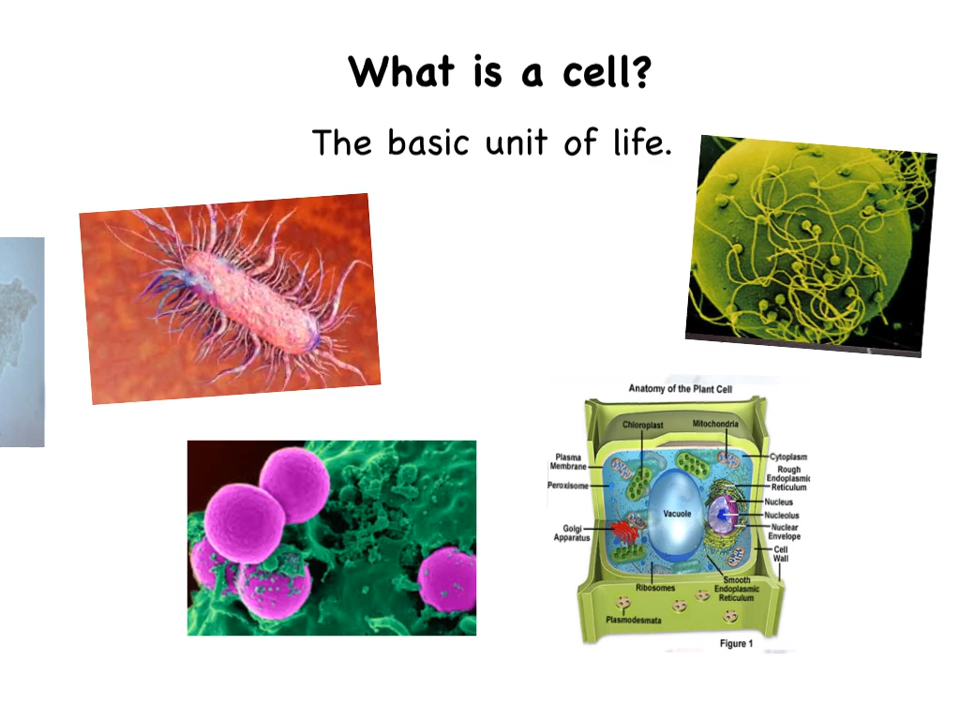 What is a cell?
The basic unit of life.
Anatomy of the Plant Cell
Chloroplast
Mitochondria
Plasma
Membrane
Cytoplasm
Rough
Endoplasmic
Reticulum
Peroxisome
Nucleus
Vacuole
Nucleolus
Golgi
Apparatus
Nuclear
Envelope
Cell
Wall
Ribosomes
Smooth
Endoplasmic
Reticulum
Plasmodesmata
Figure 1